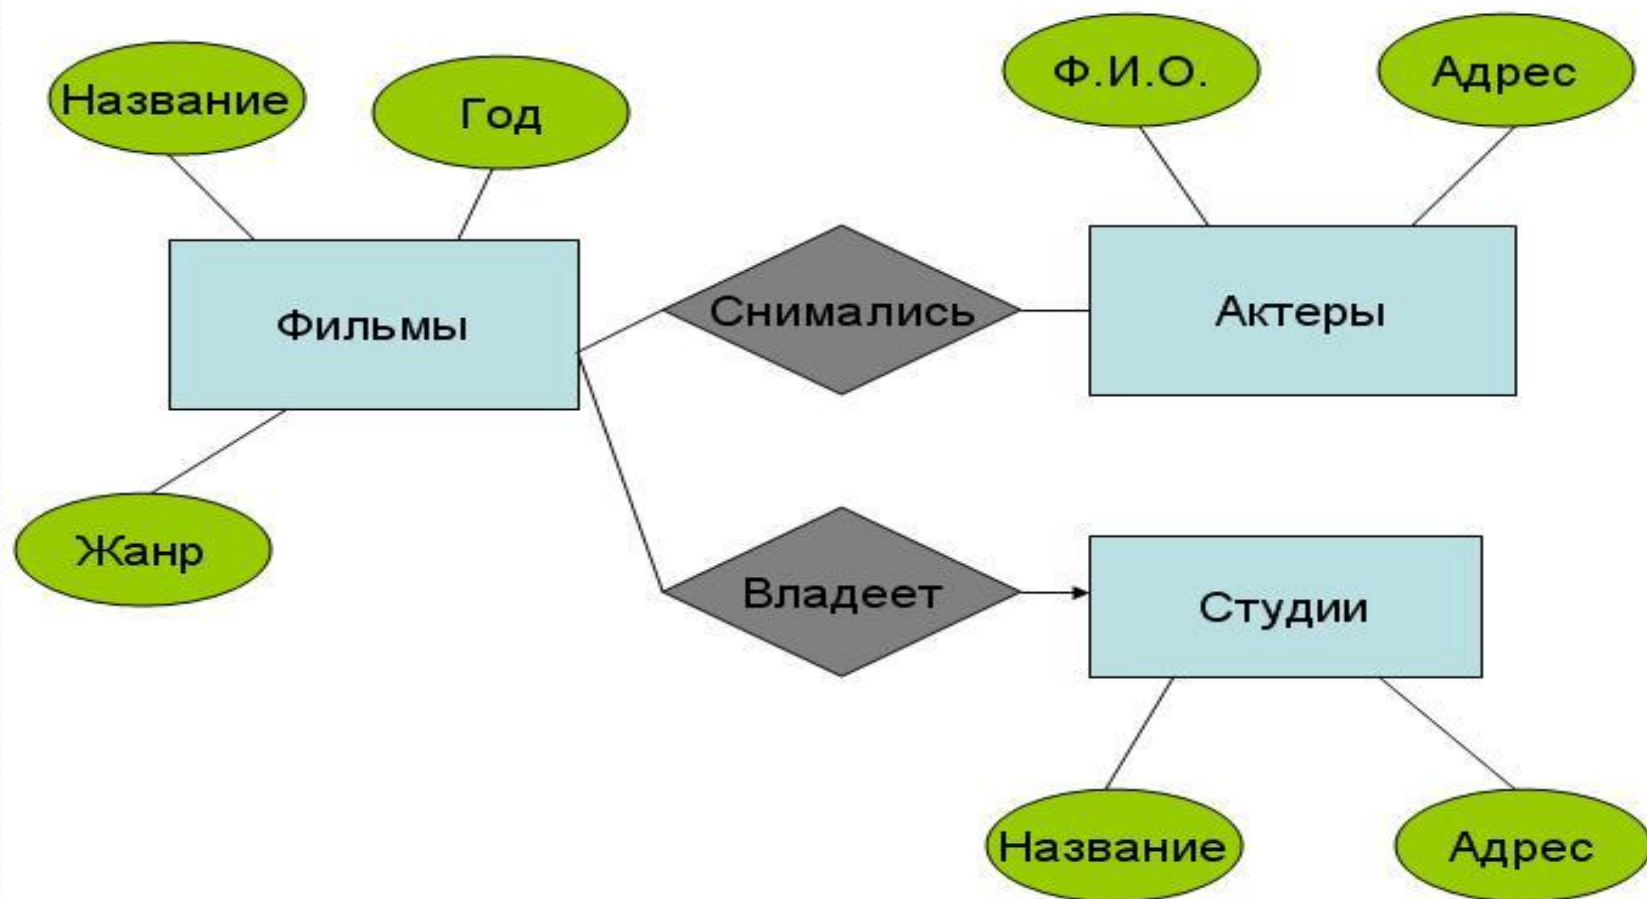 Название
Год
Ф.И.О.
Адрес
Фильмы
Снимались
Актеры
Жанр
Владеет
Студии
Название
Адрес